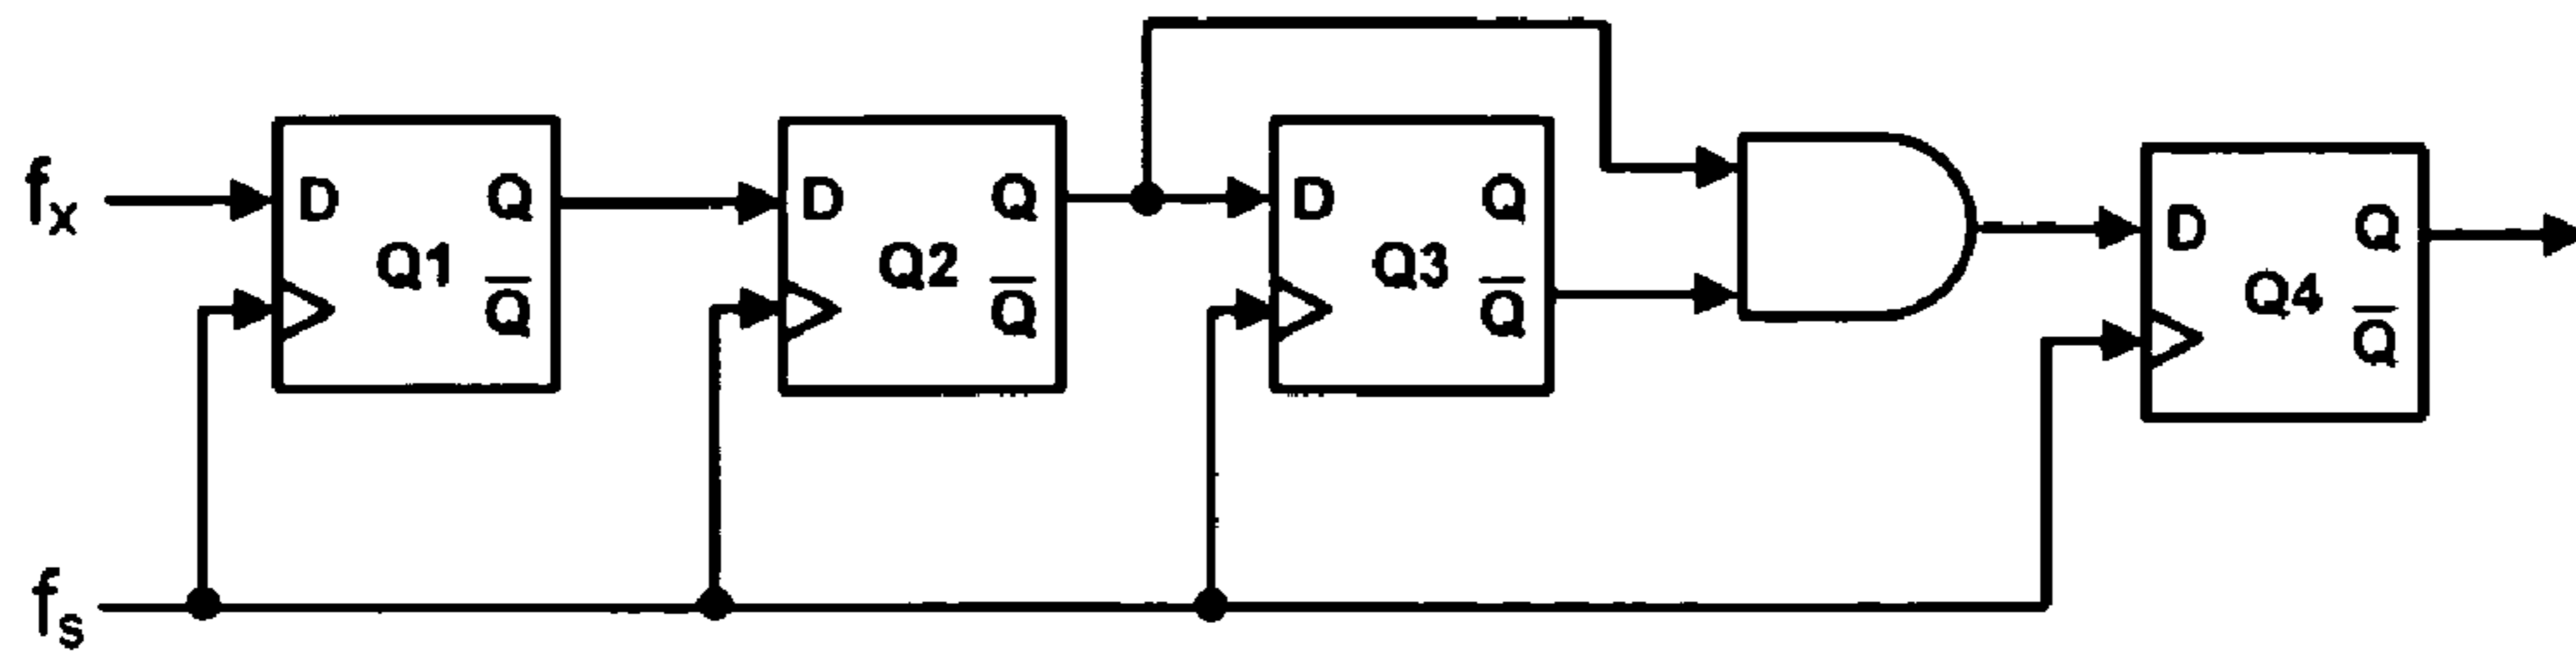 fx
D Q
Q1 Q̅
D Q
Q2 Q̅
D Q
Q3 Q̅
D Q
Q4 Q̅
fs